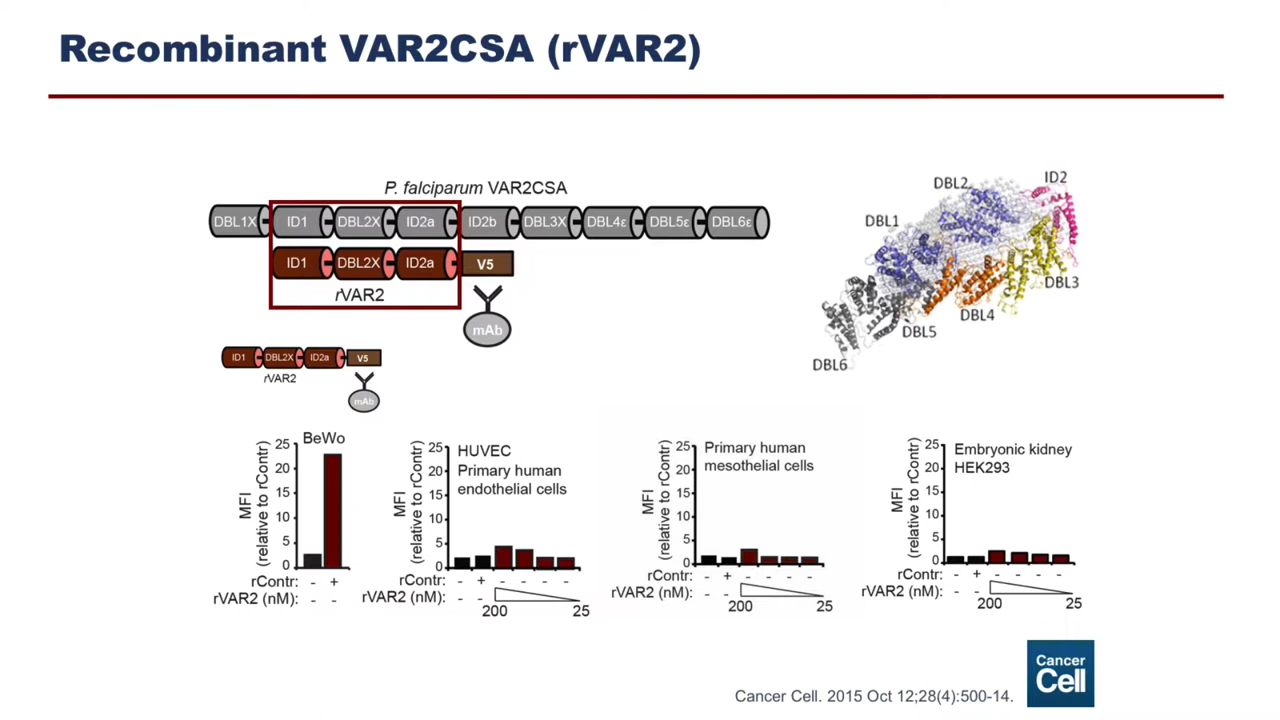 Recombinant VAR2CSA (rVAR2)
P. falciparum VAR2CSA
DBL1X ID1 DBL2X ID2a ID2b DBL3X DBL4ε DBL5ε DBL6ε
ID1 DBL2X ID2a V5
rVAR2
mAb
ID1 DBL2X ID2a V5
rVAR2
mAb
DBL2 ID2
DBL1
DBL3
DBL4
DBL5
DBL6
BeWo
MFI
(relative to rContr)
25
20
15
10
5
0
rContr: - +
rVAR2 (nM): - -
HUVEC
Primary human
endothelial cells
MFI
(relative to rContr)
25
20
15
10
5
0
rContr: - + - - - -
rVAR2 (nM): - -
200 25
Primary human
mesothelial cells
MFI
(relative to rContr)
25
20
15
10
5
0
rContr: - + - - - -
rVAR2 (nM): - -
200 25
Embryonic kidney
HEK293
MFI
(relative to rContr)
25
20
15
10
5
0
rContr: - + - - - -
rVAR2 (nM): - -
200 25
Cancer Cell. 2015 Oct 12;28(4):500-14.
Cancer
Cell